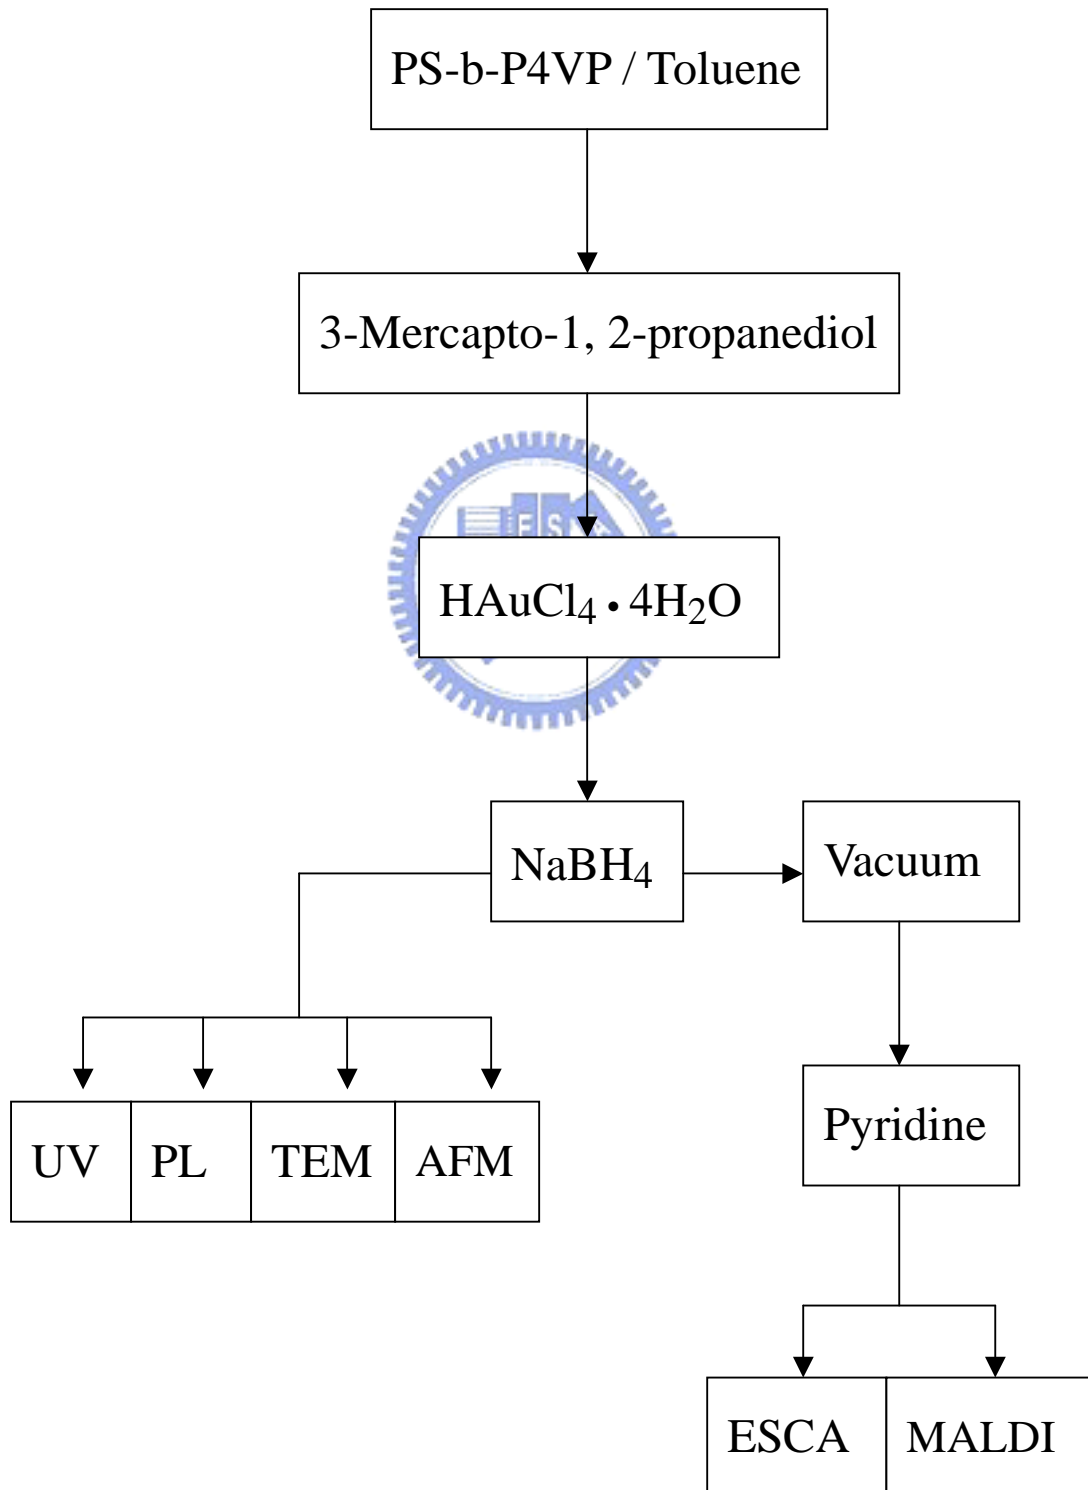 PS-b-P4VP / Toluene
3-Mercapto-1, 2-propanediol
E S
HAuCl4 • 4H2O
NaBH4
Vacuum
Pyridine
UV PL TEM AFM
ESCA MALDI